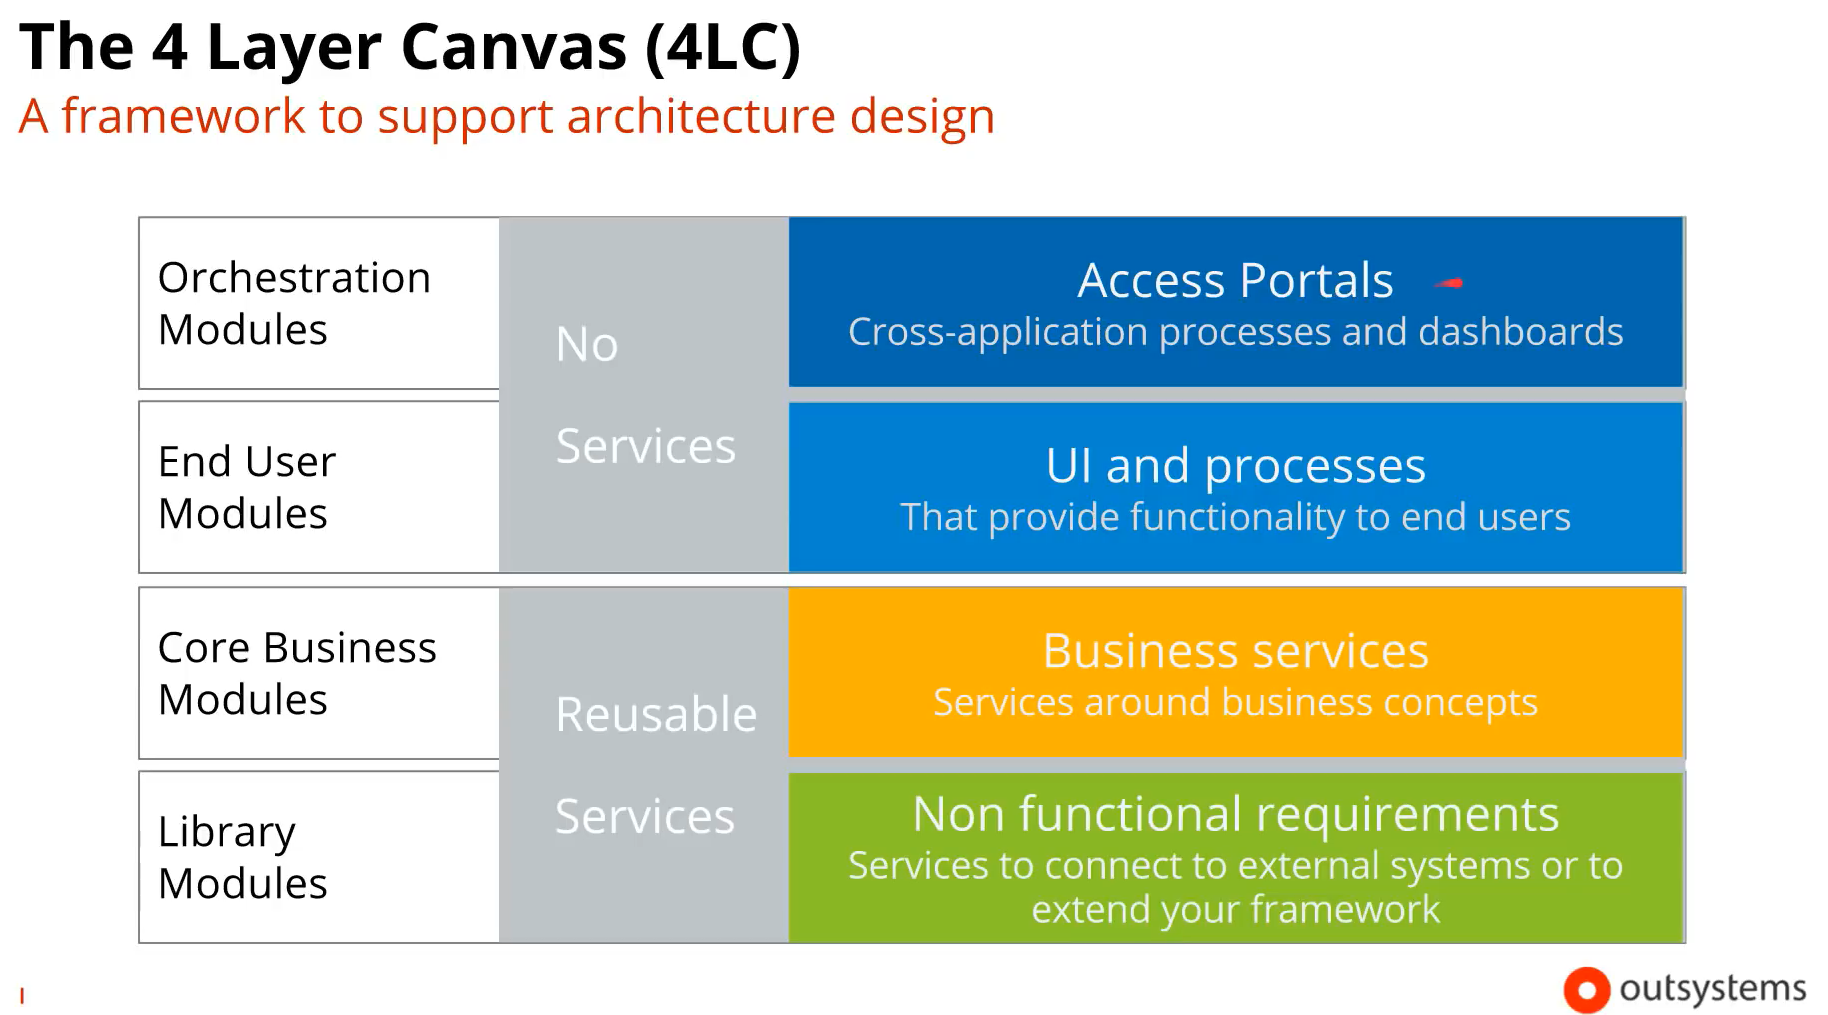 The 4 Layer Canvas (4LC)
A framework to support architecture design
Orchestration
Modules
No
Services
Access Portals
Cross-application processes and dashboards
End User
Modules
UI and processes
That provide functionality to end users
Core Business
Modules
Reusable
Services
Business services
Services around business concepts
Library
Modules
Non functional requirements
Services to connect to external systems or to
extend your framework
outsystems